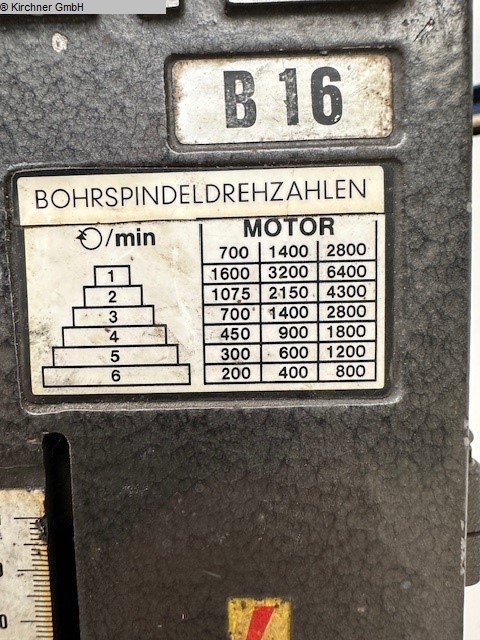 © Kirchner GmbH
B 16
BOHRSPINDELDREHZAHLEN
/min MOTOR
700 1400 2800
1 1600 3200 6400
2 1075 2150 4300
3 700 1400 2800
4 450 900 1800
5 300 600 1200
6 200 400 800